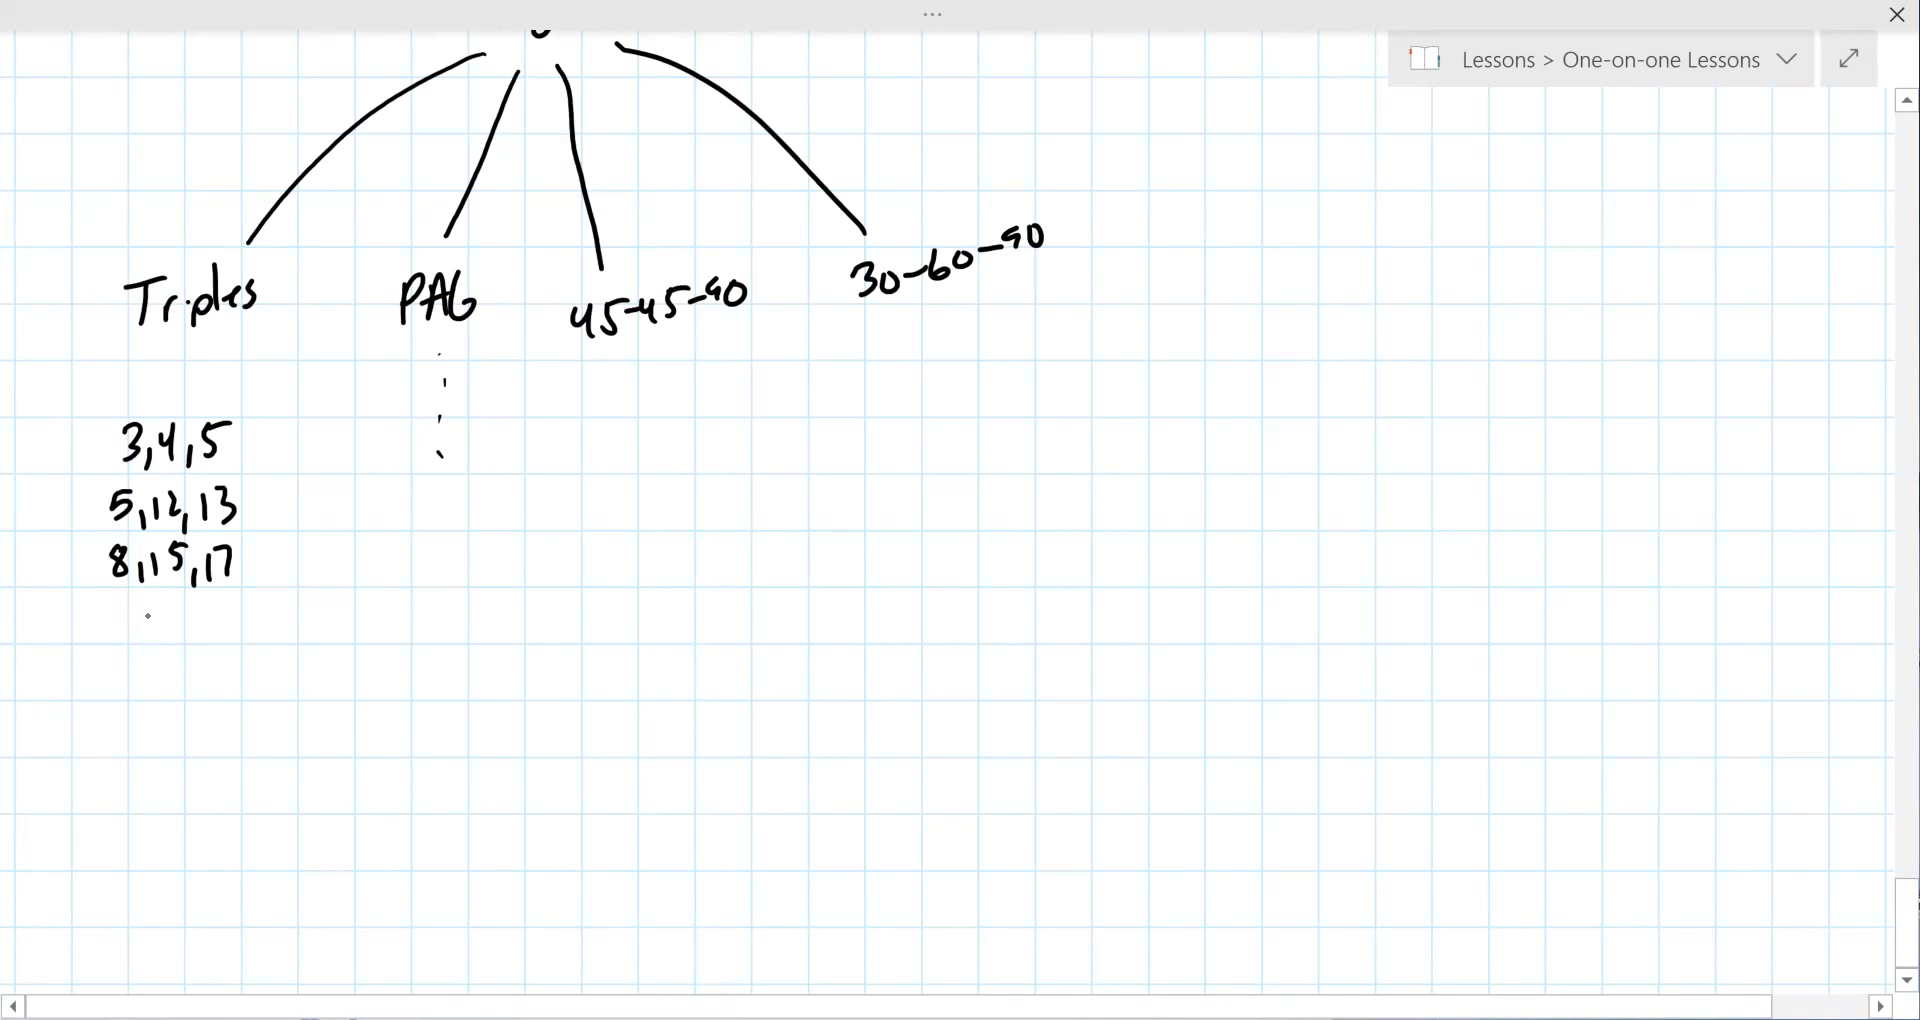 ...
Lessons > One-on-one Lessons
Triples
PAG
45-45-90
30-60-90
3,4,5
5,12,13
8,15,17